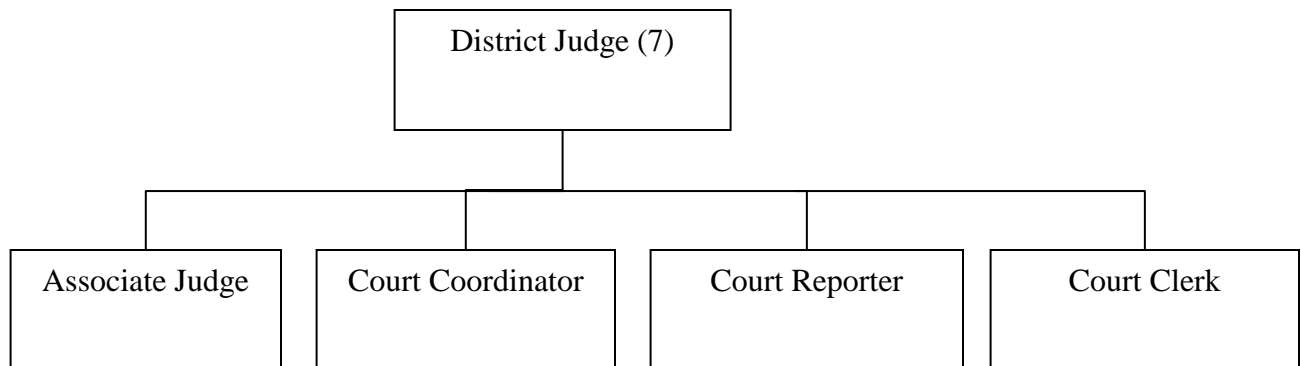 District Judge (7)
Associate Judge
Court Coordinator
Court Reporter
Court Clerk